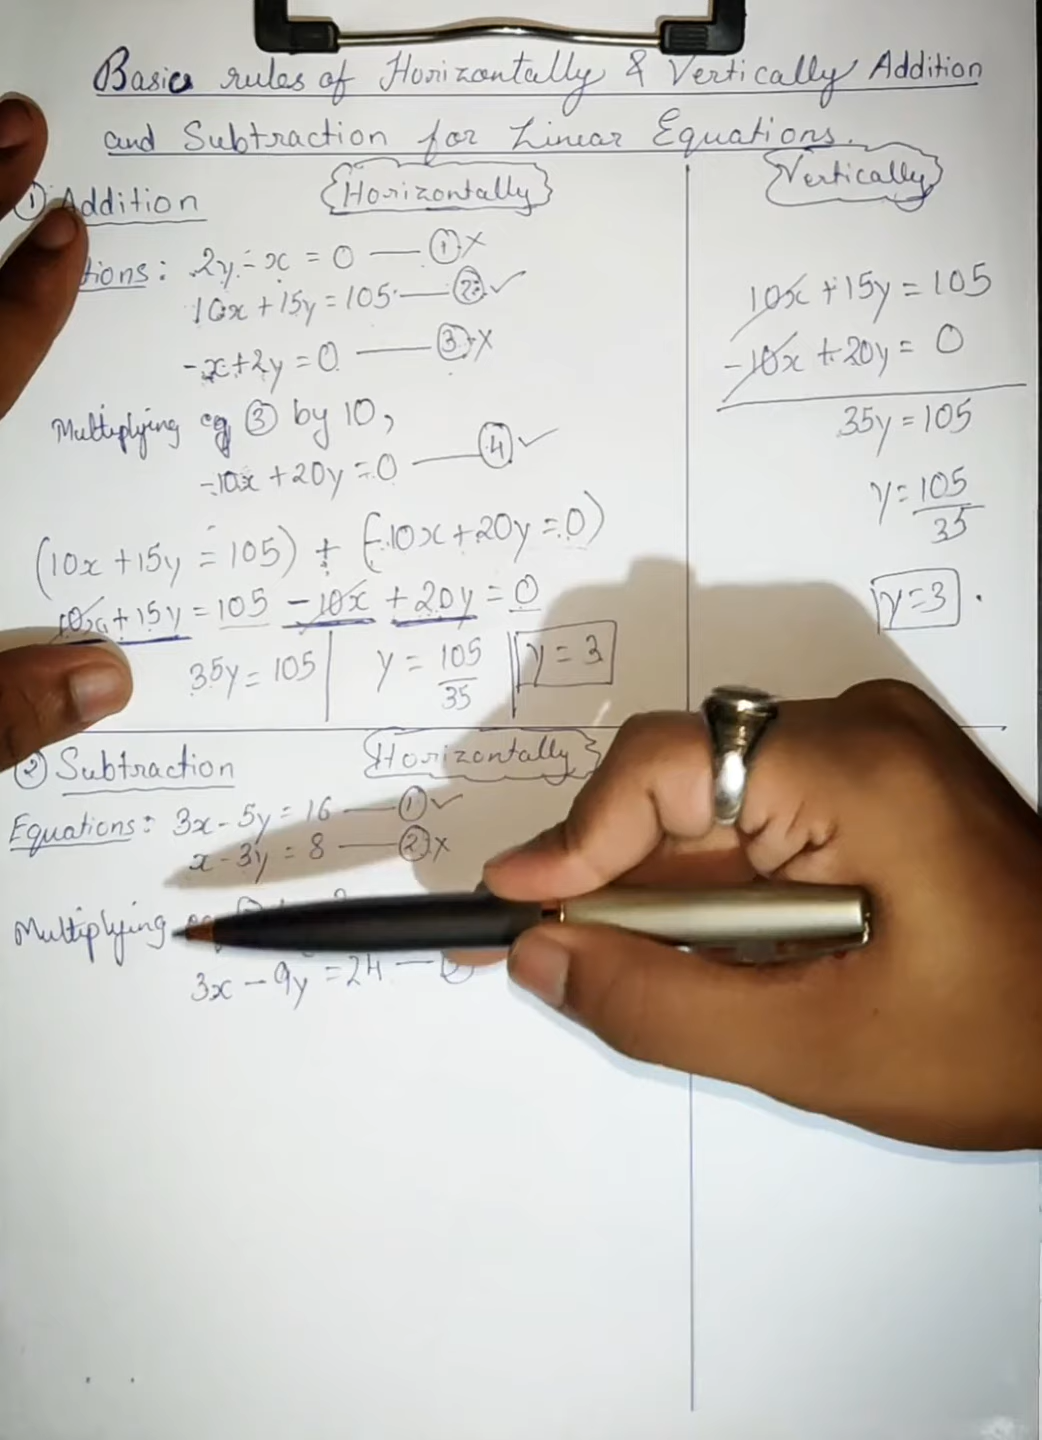 Basic rules of Horizontally & Vertically Addition
and Subtraction for Linear Equations.
① Addition
Horizontally
tions: 2y - x = 0 — ① ×
10x + 15y = 105 — ② ✓
-x + 2y = 0 — ③ ×
Multiplying eq ③ by 10,
-10x + 20y = 0 — ④ ✓
(10x + 15y = 105) + (-10x + 20y = 0)
10x + 15y = 105 - 10x + 20y = 0
35y = 105 | y = 105/35 | y = 3
Vertically
10x + 15y = 105
-10x + 20y = 0
35y = 105
y = 105/35
y = 3.
② Subtraction
Horizontally
Equations: 3x - 5y = 16 — ① ✓
x - 3y = 8 — ② ×
Multiplying
3x - 9y = 24 —